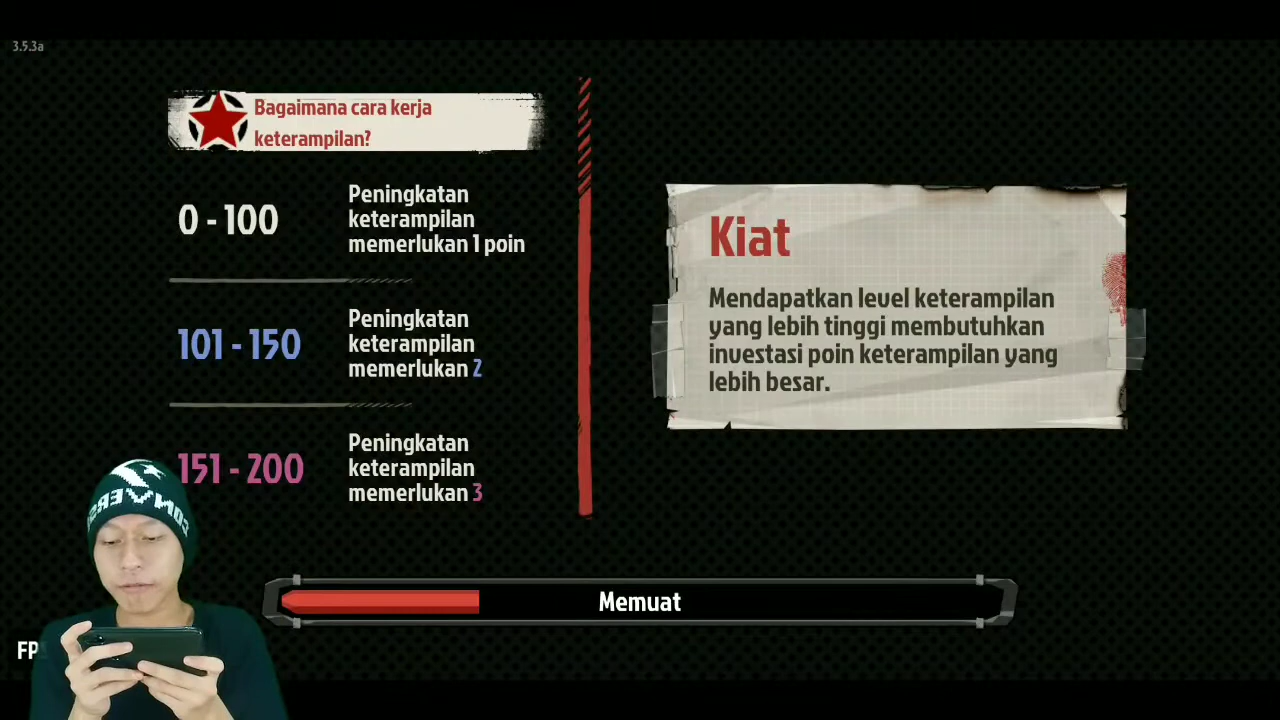 3.5.3a
Bagaimana cara kerja
keterampilan?
0 - 100
Peningkatan
keterampilan
memerlukan 1 poin
101 - 150
Peningkatan
keterampilan
memerlukan 2
151 - 200
Peningkatan
keterampilan
memerlukan 3
Kiat
Mendapatkan level keterampilan
yang lebih tinggi membutuhkan
investasi poin keterampilan yang
lebih besar.
CONVERSE
Memuat
FP